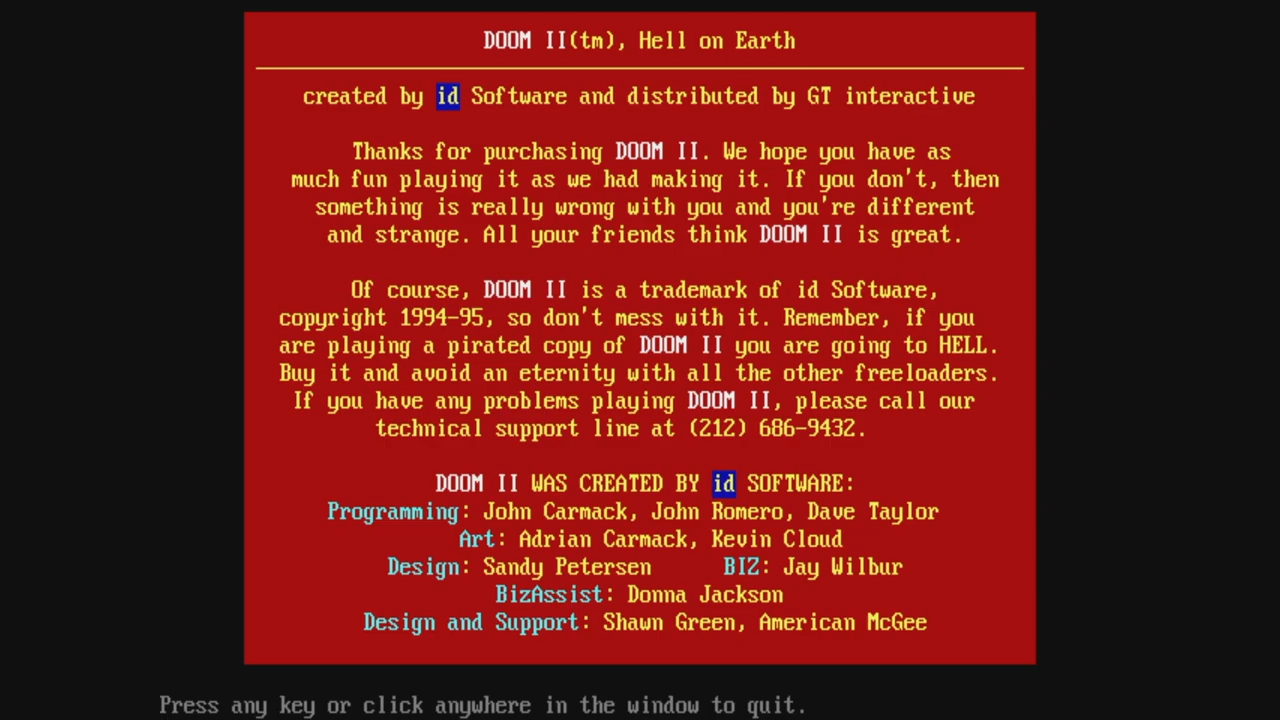 DOOM II(tm), Hell on Earth
created by id Software and distributed by GT interactive
Thanks for purchasing DOOM II. We hope you have as
much fun playing it as we had making it. If you don't, then
something is really wrong with you and you're different
and strange. All your friends think DOOM II is great.
Of course, DOOM II is a trademark of id Software,
copyright 1994-95, so don't mess with it. Remember, if you
are playing a pirated copy of DOOM II you are going to HELL.
Buy it and avoid an eternity with all the other freeloaders.
If you have any problems playing DOOM II, please call our
technical support line at (212) 686-9432.
DOOM II WAS CREATED BY id SOFTWARE:
Programming: John Carmack, John Romero, Dave Taylor
Art: Adrian Carmack, Kevin Cloud
Design: Sandy Petersen BIZ: Jay Wilbur
BizAssist: Donna Jackson
Design and Support: Shawn Green, American McGee
Press any key or click anywhere in the window to quit.